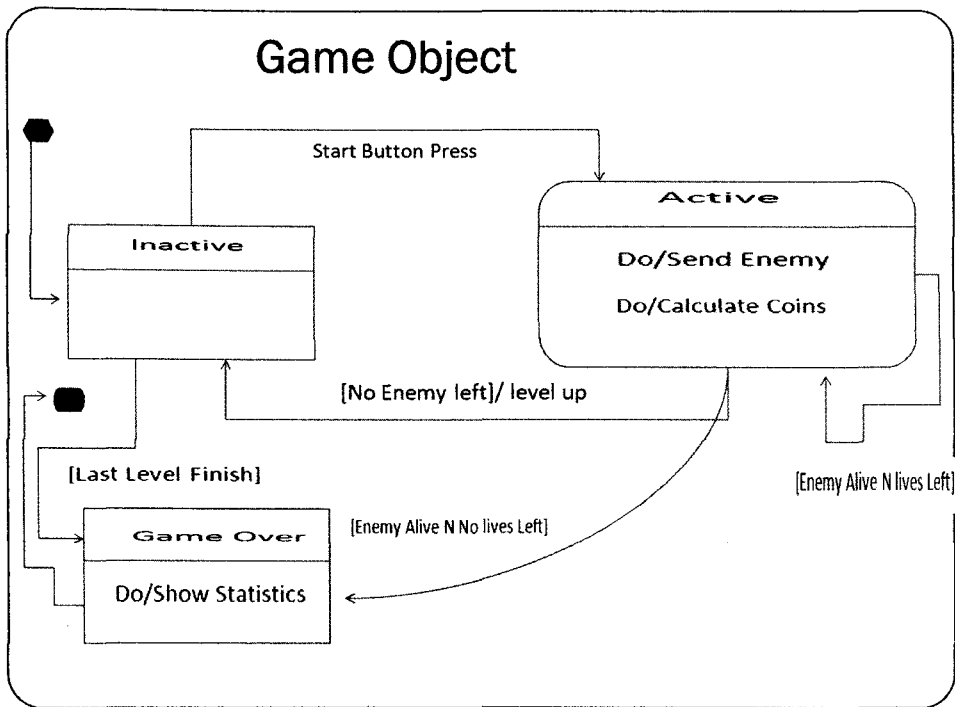 Game Object
Start Button Press
Active
Inactive
Do/Send Enemy
Do/Calculate Coins
[No Enemy left]/ level up
[Last Level Finish]
[Enemy Alive N lives Left]
Game Over
[Enemy Alive N No lives Left]
Do/Show Statistics